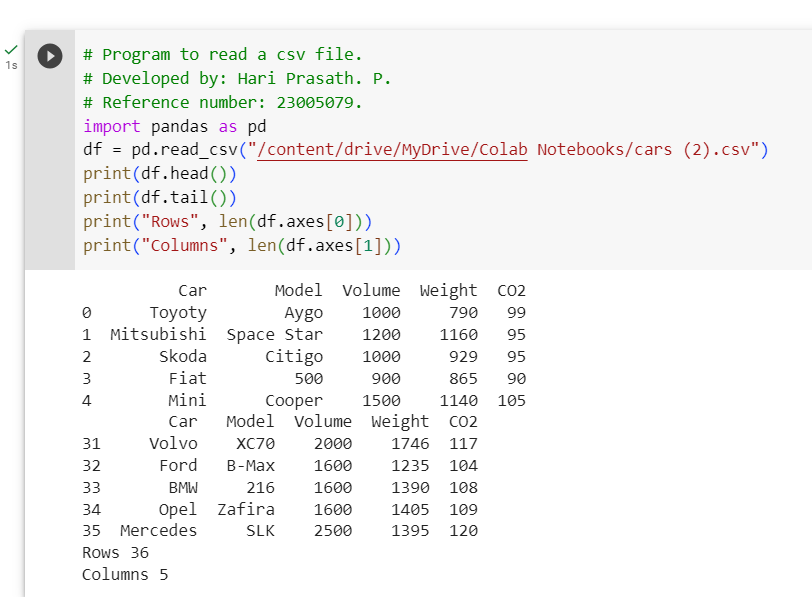 1s
# Program to read a csv file.
# Developed by: Hari Prasath. P.
# Reference number: 23005079.
import pandas as pd
df = pd.read_csv("/content/drive/MyDrive/Colab Notebooks/cars (2).csv")
print(df.head())
print(df.tail())
print("Rows", len(df.axes[0]))
print("Columns", len(df.axes[1]))
Car Model Volume Weight CO2
0 Toyoty Aygo 1000 790 99
1 Mitsubishi Space Star 1200 1160 95
2 Skoda Citigo 1000 929 95
3 Fiat 500 900 865 90
4 Mini Cooper 1500 1140 105
Car Model Volume Weight CO2
31 Volvo XC70 2000 1746 117
32 Ford B-Max 1600 1235 104
33 BMW 216 1600 1390 108
34 Opel Zafira 1600 1405 109
35 Mercedes SLK 2500 1395 120
Rows 36
Columns 5